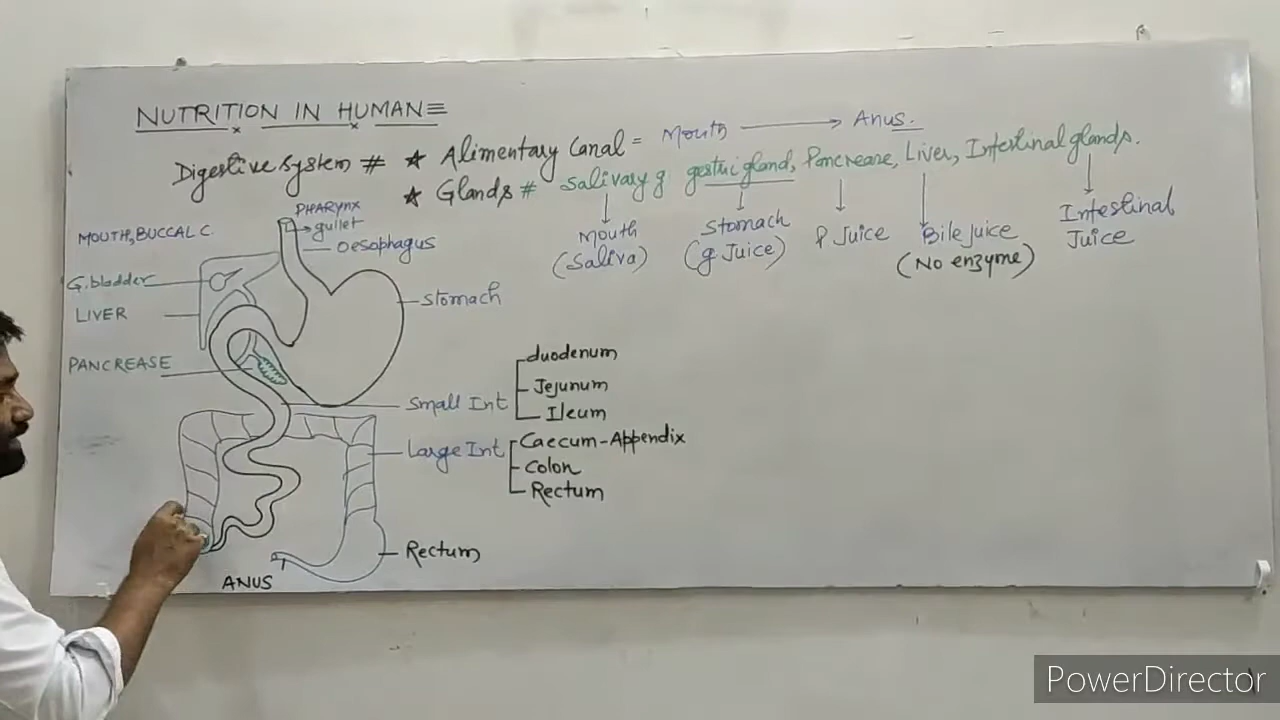 NUTRITION IN HUMAN
Digestive system # ★ Alimentary Canal = Mouth → Anus.
★ Glands # Salivary g gestric gland, Pancrease, Liver, Intestinal glands.
Mouth
(Saliva)
Stomach
(g Juice)
P Juice
Bile juice
(No enzyme)
Intestinal
Juice
PHARYNX
gullet
Oesophagus
MOUTH, BUCCAL C.
G.bladder
LIVER
PANCREASE
Stomach
Small Int
duodenum
Jejunum
Ileum
Large Int
Caecum-Appendix
Colon
Rectum
Rectum
ANUS
PowerDirector